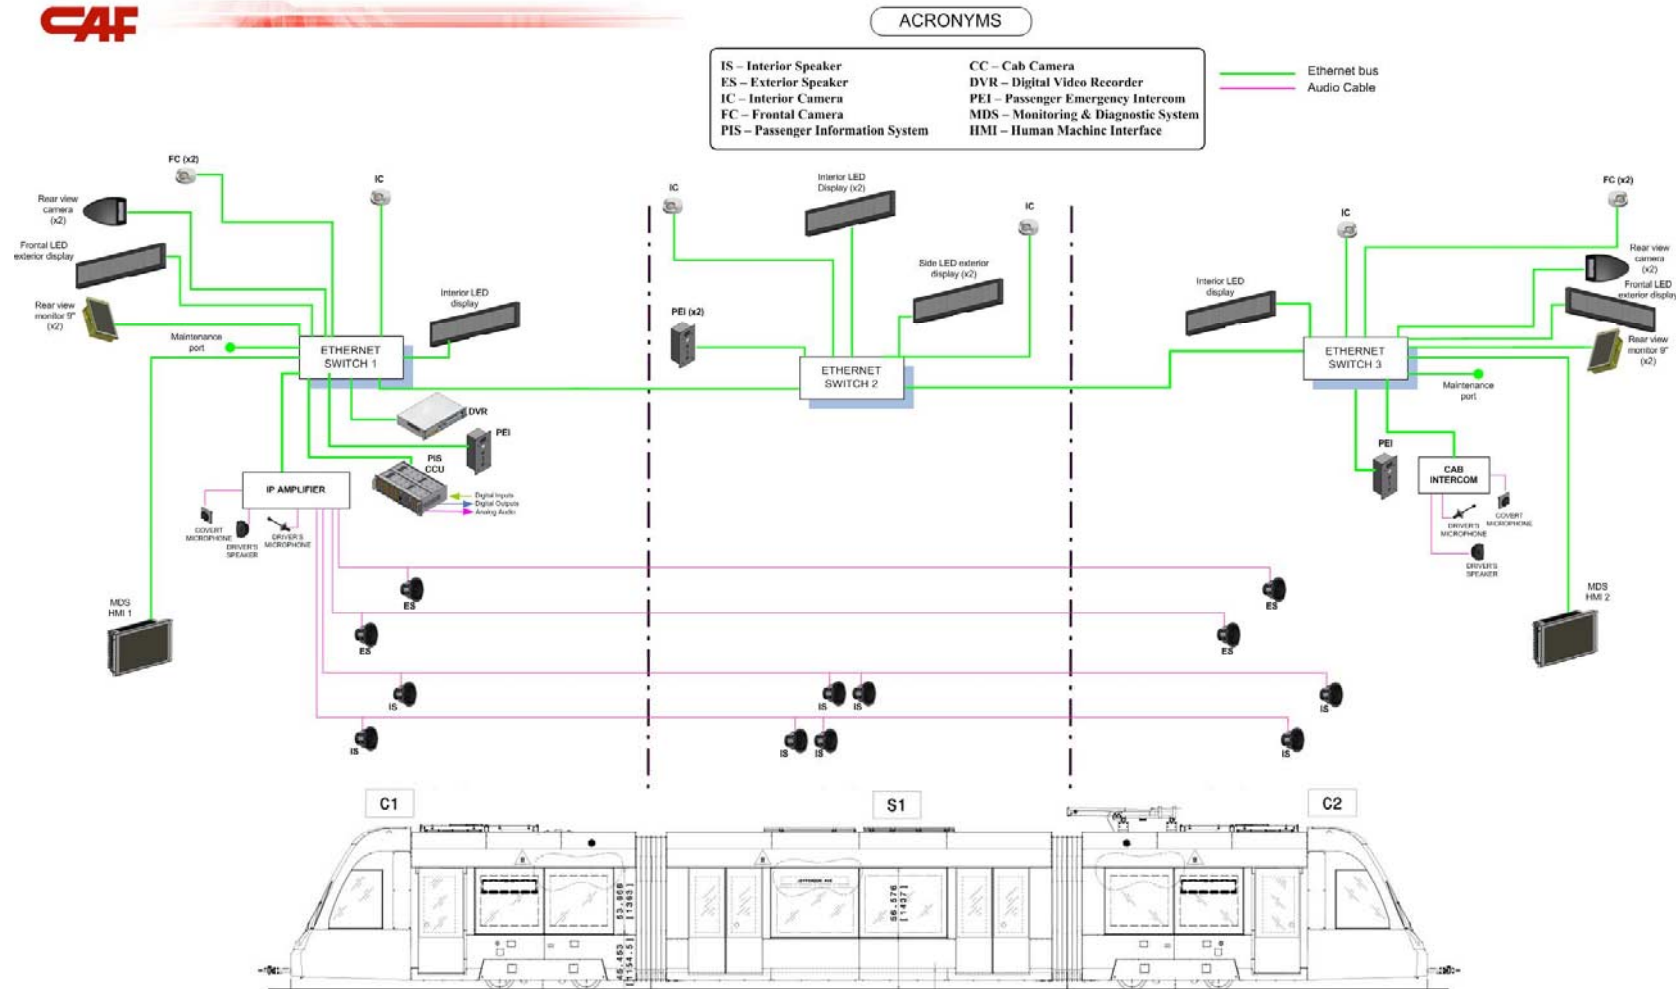 CAF
ACRONYMS
IS – Interior Speaker
ES – Exterior Speaker
IC – Interior Camera
FC – Frontal Camera
PIS – Passenger Information System
CC – Cab Camera
DVR – Digital Video Recorder
PEI – Passenger Emergency Intercom
MDS – Monitoring & Diagnostic System
HMI – Human Machine Interface
Ethernet bus
Audio Cable
FC (x2)
IC
Rear view
camera
(x2)
Frontal LED
exterior display
Rear view
monitor 9"
(x2)
Maintenance
port
Interior LED
display
ETHERNET
SWITCH 1
DVR
PEI
PIS
CCU
Digital Inputs
Digital Outputs
Analog Audio
IP AMPLIFIER
COVERT
MICROPHONE
DRIVER'S
SPEAKER
DRIVER'S
MICROPHONE
MDS
HMI 1
IC
Interior LED
Display (x2)
IC
Side LED exterior
display (x2)
PEI (x2)
ETHERNET
SWITCH 2
FC (x2)
IC
Rear view
camera
(x2)
Interior LED
display
Frontal LED
exterior display
Rear view
monitor 9"
(x2)
ETHERNET
SWITCH 3
Maintenance
port
PEI
CAB
INTERCOM
COVERT
MICROPHONE
DRIVER'S
MICROPHONE
DRIVER'S
SPEAKER
MDS
HMI 2
ES
ES
ES
ES
IS
IS
IS
IS
IS
IS
IS
IS
C1
S1
C2
56.576
[1437]